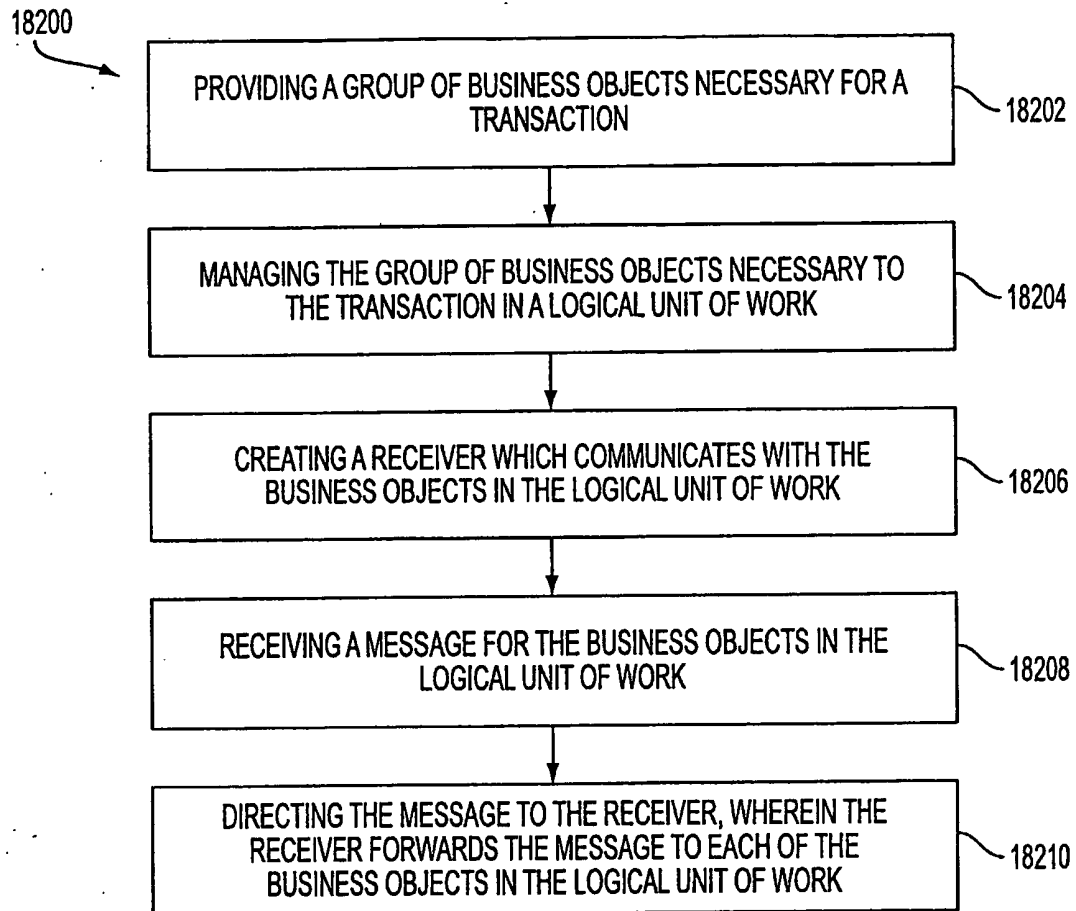 18200
PROVIDING A GROUP OF BUSINESS OBJECTS NECESSARY FOR A
TRANSACTION
18202
MANAGING THE GROUP OF BUSINESS OBJECTS NECESSARY TO
THE TRANSACTION IN A LOGICAL UNIT OF WORK
18204
CREATING A RECEIVER WHICH COMMUNICATES WITH THE
BUSINESS OBJECTS IN THE LOGICAL UNIT OF WORK
18206
RECEIVING A MESSAGE FOR THE BUSINESS OBJECTS IN THE
LOGICAL UNIT OF WORK
18208
DIRECTING THE MESSAGE TO THE RECEIVER, WHEREIN THE
RECEIVER FORWARDS THE MESSAGE TO EACH OF THE
BUSINESS OBJECTS IN THE LOGICAL UNIT OF WORK
18210